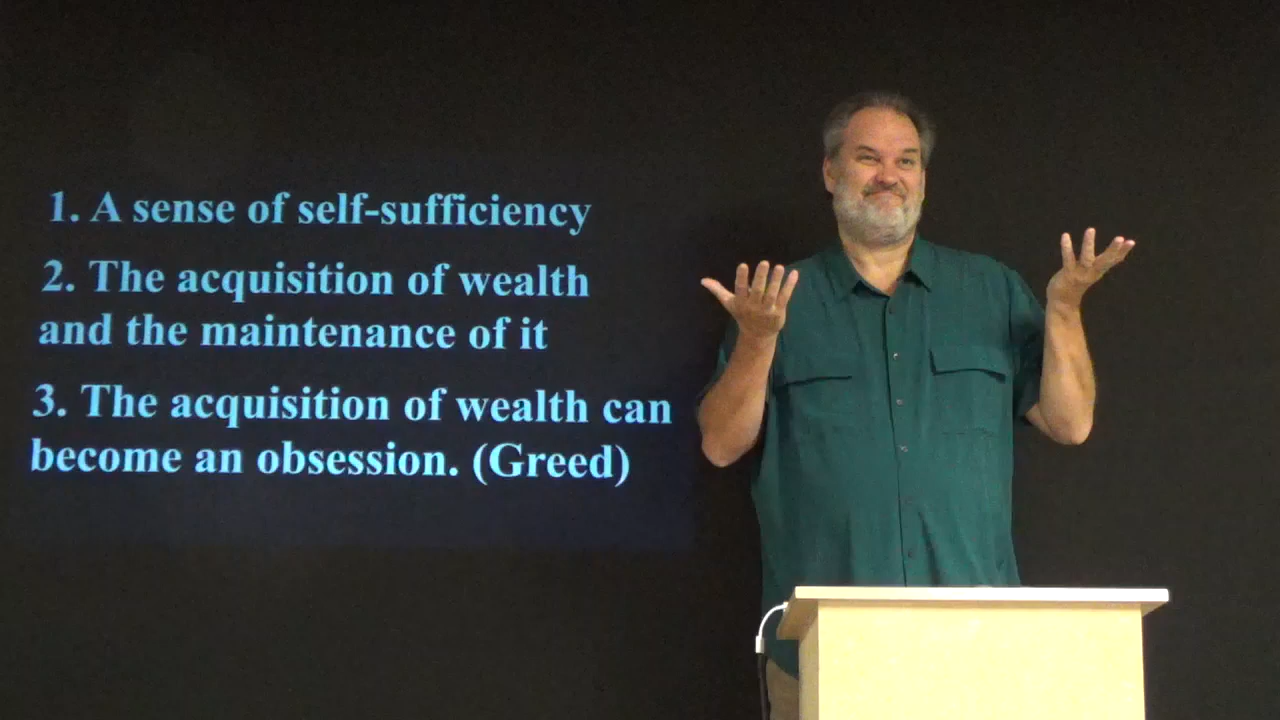 1. A sense of self-sufficiency
2. The acquisition of wealth
and the maintenance of it
3. The acquisition of wealth can
become an obsession. (Greed)